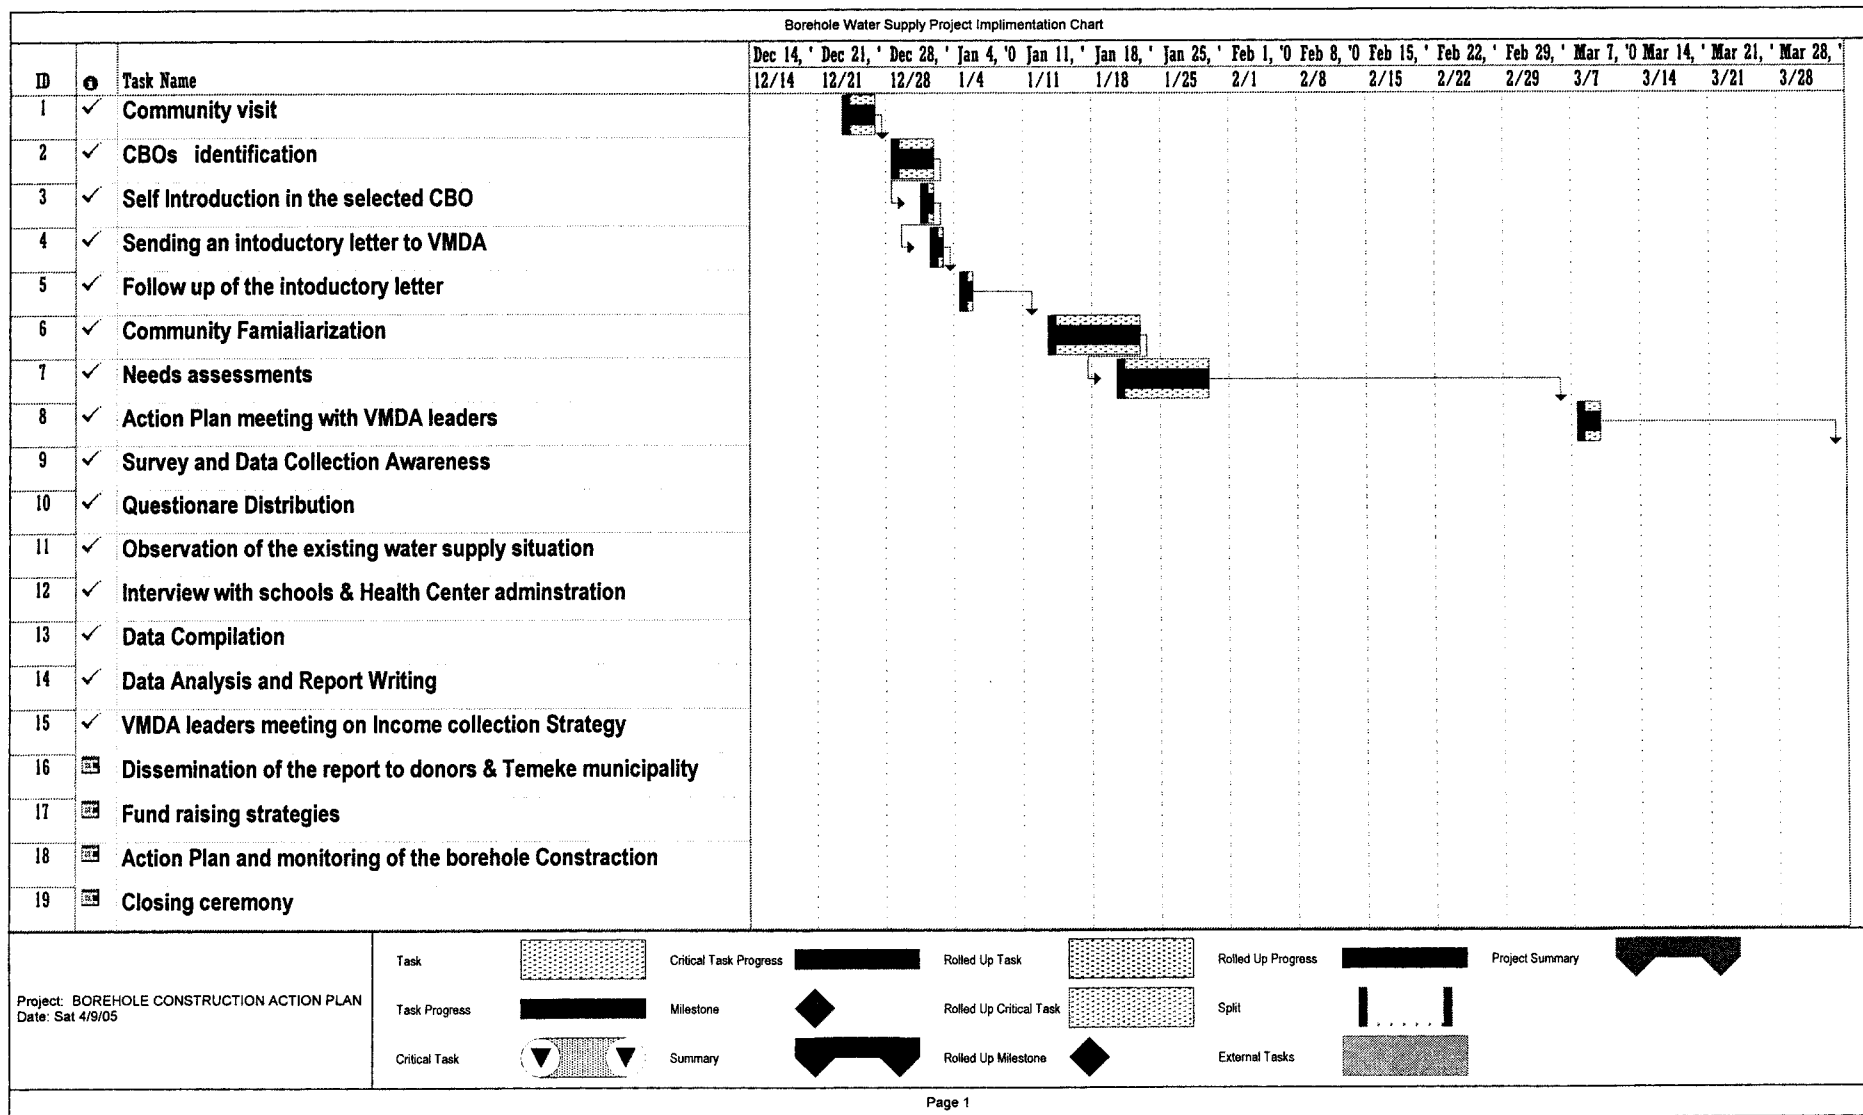 Borehole Water Supply Project Implimentation Chart
Dec 14, ' Dec 21, ' Dec 28, ' Jan 4, '0 Jan 11, ' Jan 18, ' Jan 25, ' Feb 1, '0 Feb 8, '0 Feb 15, ' Feb 22, ' Feb 29, ' Mar 7, '0 Mar 14, ' Mar 21, ' Mar 28, '
ID Task Name 12/14 12/21 12/28 1/4 1/11 1/18 1/25 2/1 2/8 2/15 2/22 2/29 3/7 3/14 3/21 3/28
1 Community visit
2 CBOs identification
3 Self Introduction in the selected CBO
4 Sending an intoductory letter to VMDA
5 Follow up of the intoductory letter
6 Community Famialiarization
7 Needs assessments
8 Action Plan meeting with VMDA leaders
9 Survey and Data Collection Awareness
10 Questionare Distribution
11 Observation of the existing water supply situation
12 Interview with schools & Health Center adminstration
13 Data Compilation
14 Data Analysis and Report Writing
15 VMDA leaders meeting on Income collection Strategy
16 Dissemination of the report to donors & Temeke municipality
17 Fund raising strategies
18 Action Plan and monitoring of the borehole Constraction
19 Closing ceremony
Project: BOREHOLE CONSTRUCTION ACTION PLAN
Date: Sat 4/9/05
Task Critical Task Progress Rolled Up Task Rolled Up Progress Project Summary
Task Progress Milestone Rolled Up Critical Task Split
Critical Task Summary Rolled Up Milestone External Tasks
Page 1